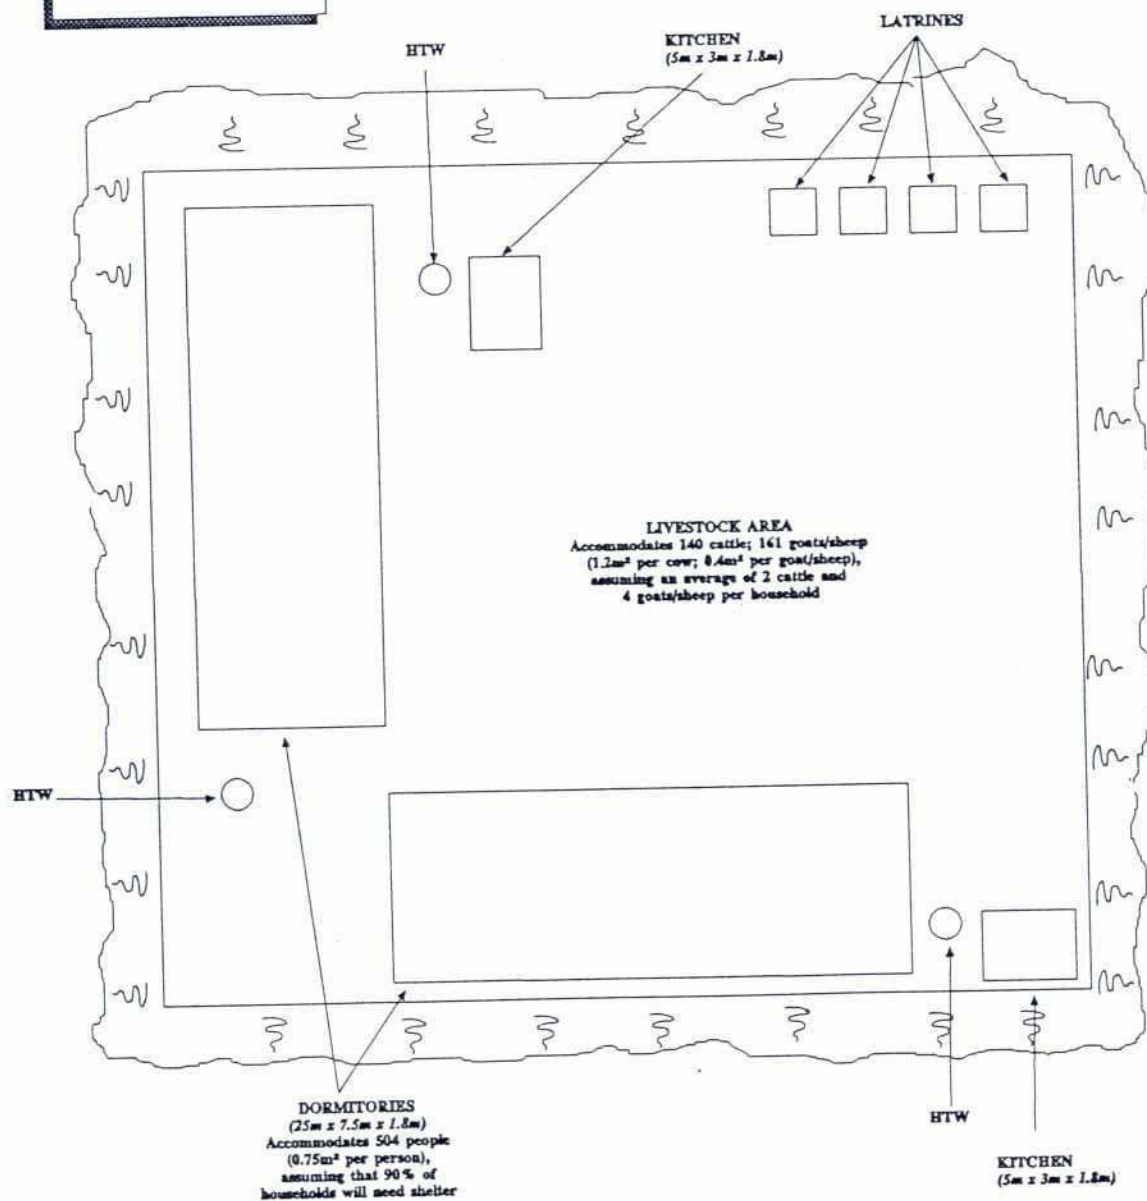 LATRINES
HTW
KITCHEN
(5m x 3m x 1.8m)
LIVESTOCK AREA
Accommodates 140 cattle; 161 goats/sheep
(1.2m² per cow; 0.4m² per goat/sheep),
assuming an average of 2 cattle and
4 goats/sheep per household
HTW
DORMITORIES
(25m x 7.5m x 1.8m)
Accommodates 504 people
(0.75m² per person),
assuming that 90% of
households will need shelter
HTW
KITCHEN
(5m x 3m x 1.8m)